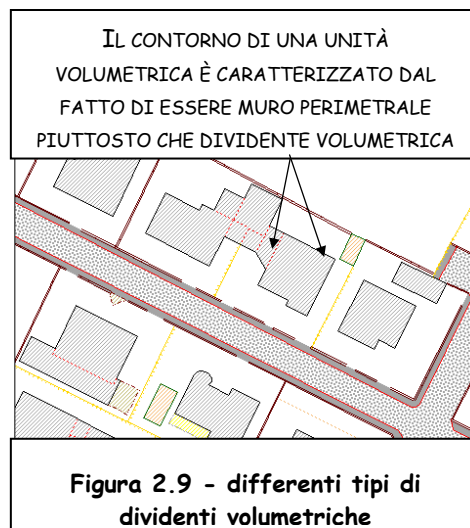 IL CONTORNO DI UNA UNITÀ
VOLUMETRICA È CARATTERIZZATO DAL
FATTO DI ESSERE MURO PERIMETRALE
PIUTTOSTO CHE DIVIDENTE VOLUMETRICA
Figura 2.9 - differenti tipi di
dividenti volumetriche